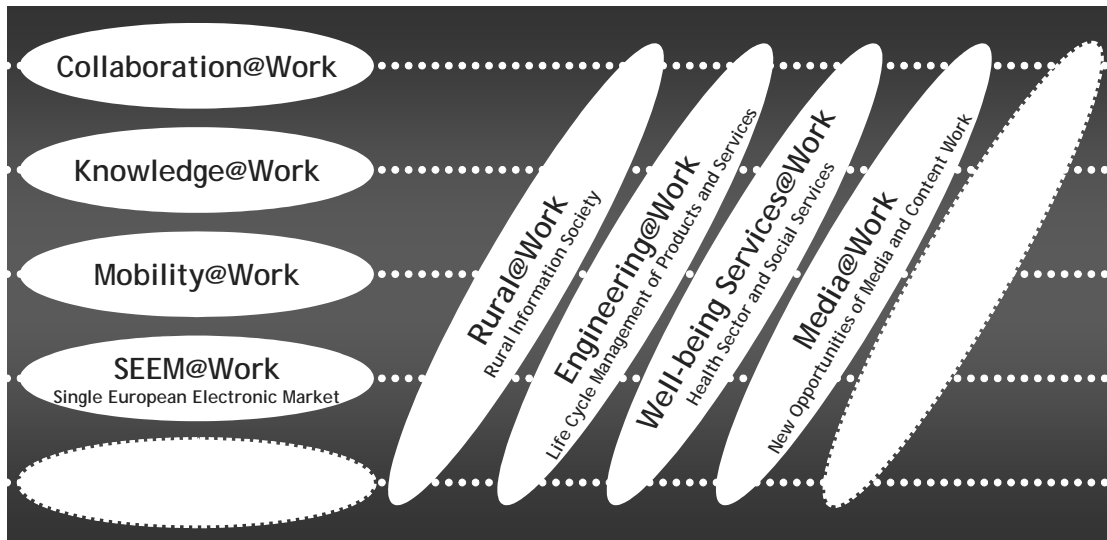 Collaboration@Work
Knowledge@Work
Mobility@Work
SEEM@Work
Single European Electronic Market
Rural@Work
Rural Information Society
Engineering@Work
Life Cycle Management of Products and Services
Well-being Services@Work
Health Sector and Social Services
Media@Work
New Opportunities of Media and Content Work